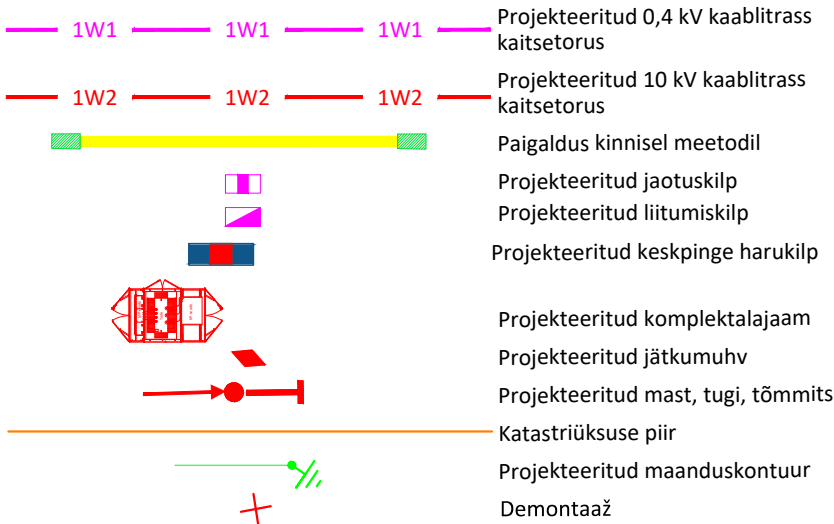 1W1 1W1 1W1 Projekteeritud 0,4 kV kaablitrass
kaitsetorus
1W2 1W2 1W2 Projekteeritud 10 kV kaablitrass
kaitsetorus
Paigaldus kinnisel meetodil
Projekteeritud jaotuskilp
Projekteeritud liitumiskilp
Projekteeritud keskpinge harukilp
Projekteeritud komplektalajaam
Projekteeritud jätkumuhv
Projekteeritud mast, tugi, tõmmits
Katastriüksuse piir
Projekteeritud maanduskontuur
Demontaaž